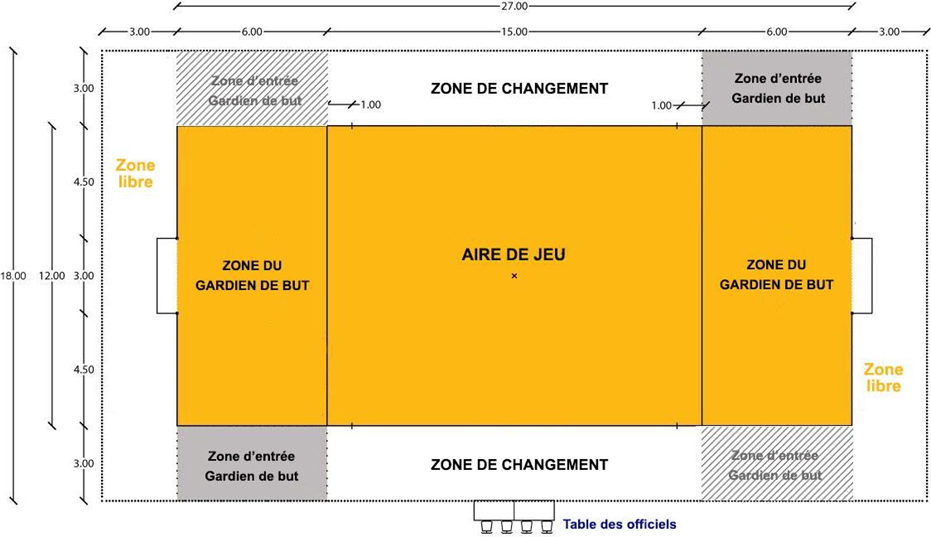 27.00
3.00
6.00
15.00
6.00
3.00
Zone d'entrée
Gardien de but
3.00
ZONE DE CHANGEMENT
1.00
1.00
Zone d'entrée
Gardien de but
Zone
libre
4.50
18.00
12.00
3.00
ZONE DU
GARDIEN DE BUT
AIRE DE JEU
×
ZONE DU
GARDIEN DE BUT
4.50
Zone
libre
3.00
Zone d'entrée
Gardien de but
ZONE DE CHANGEMENT
Zone d'entrée
Gardien de but
Table des officiels